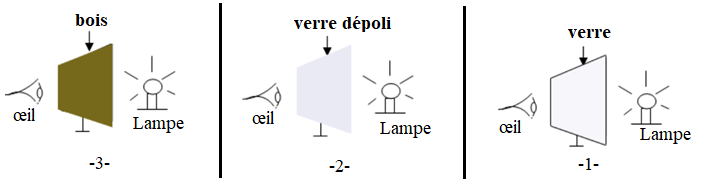 bois
œil
Lampe
-3-
verre dépoli
œil
Lampe
-2-
verre
œil
Lampe
-1-